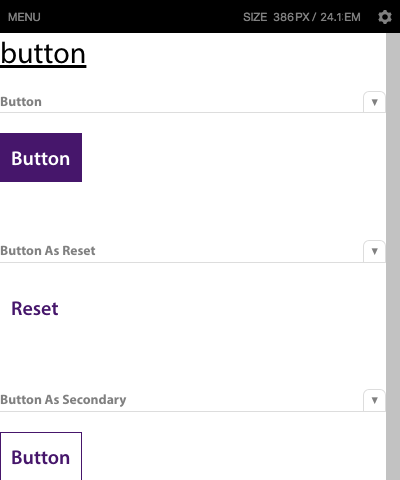 MENU SIZE 386PX / 24.1EM
button
Button ▼
Button
Button As Reset ▼
Reset
Button As Secondary ▼
Button